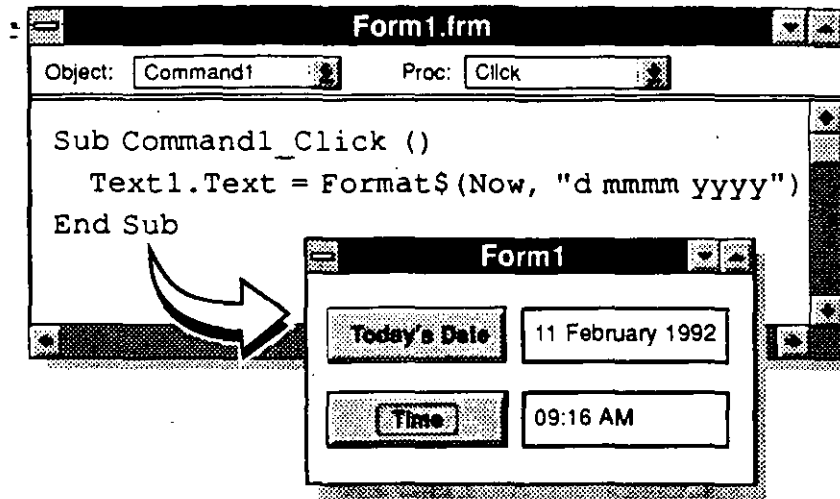 Form1.frm
Object: Command1 Proc: Click
Sub Command1_Click ()
Text1.Text = Format$(Now, "d mmmm yyyy")
End Sub
Form1
Today's Date 11 February 1992
Time 09:16 AM